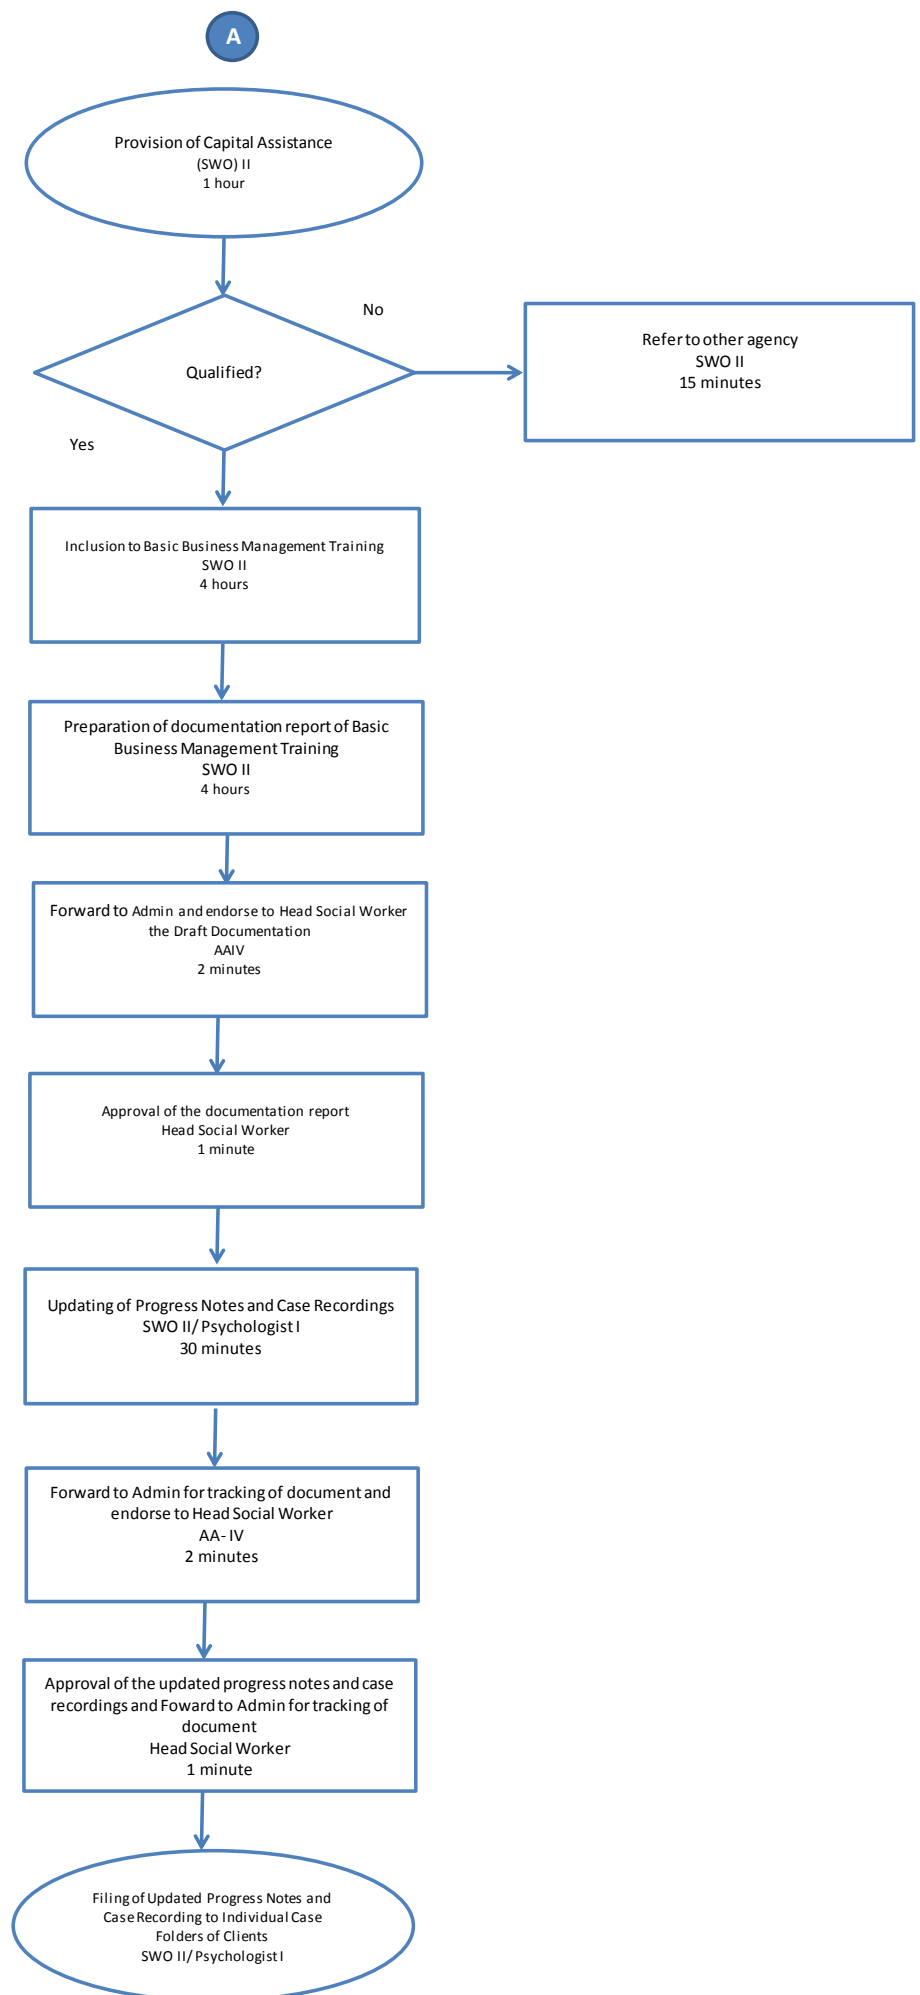 A
Provision of Capital Assistance
(SWO) II
1 hour
No
Qualified?
Refer to other agency
SWO II
15 minutes
Yes
Inclusion to Basic Business Management Training
SWO II
4 hours
Preparation of documentation report of Basic
Business Management Training
SWO II
4 hours
Forward to Admin and endorse to Head Social Worker
the Draft Documentation
AAIV
2 minutes
Approval of the documentation report
Head Social Worker
1 minute
Updating of Progress Notes and Case Recordings
SWO II/ Psychologist I
30 minutes
Forward to Admin for tracking of document and
endorse to Head Social Worker
AA- IV
2 minutes
Approval of the updated progress notes and case
recordings and Foward to Admin for tracking of
document
Head Social Worker
1 minute
Filing of Updated Progress Notes and
Case Recording to Individual Case
Folders of Clients
SWO II/ Psychologist I